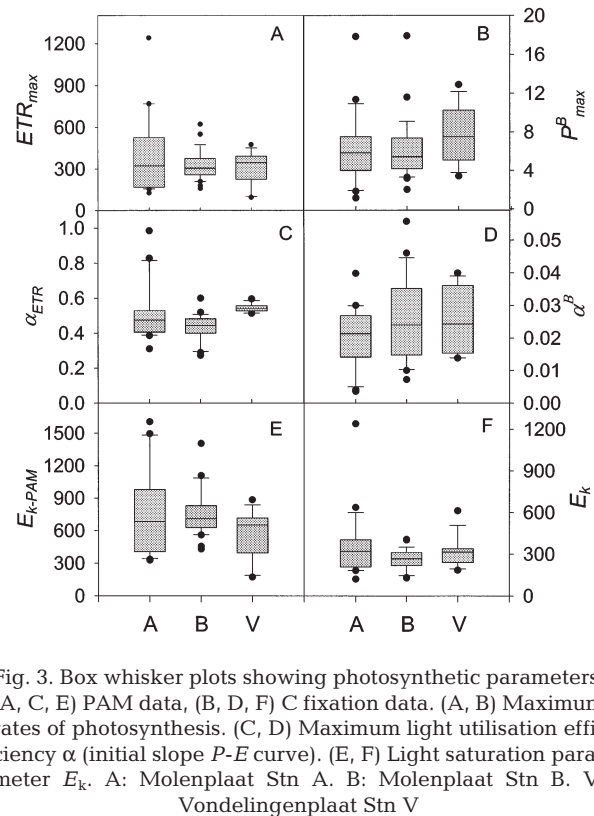 A
B
1200
900
600
300
0
ETRmax
20
16
12
8
4
0
P^B_max
C
D
1.0
0.8
0.6
0.4
0.2
0.0
αETR
0.05
0.04
0.03
0.02
0.01
0.00
α^B
E
F
1500
1200
900
600
300
0
Ek-PAM
1200
900
600
300
0
Ek
A B V A B V
Fig. 3. Box whisker plots showing photosynthetic parameters
A, C, E) PAM data, (B, D, F) C fixation data. (A, B) Maximum
rates of photosynthesis. (C, D) Maximum light utilisation effi
ciency α (initial slope P-E curve). (E, F) Light saturation para
meter Ek. A: Molenplaat Stn A. B: Molenplaat Stn B. V
Vondelingenplaat Stn V